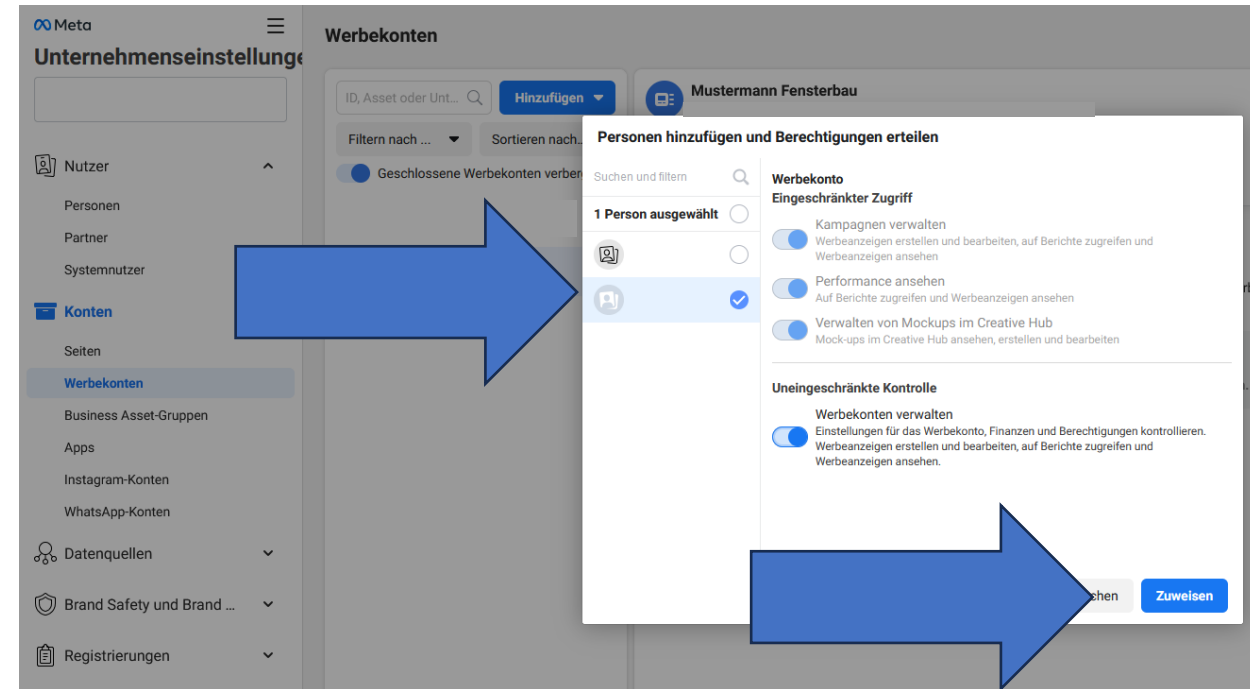 Meta
Unternehmenseinstellunge
Nutzer
Personen
Partner
Systemnutzer
Konten
Seiten
Werbekonten
Business Asset-Gruppen
Apps
Instagram-Konten
WhatsApp-Konten
Datenquellen
Brand Safety und Brand ...
Registrierungen
Werbekonten
ID, Asset oder Unt...
Hinzufügen
Filtern nach ...
Sortieren nach...
Geschlossene Werbekonten verber
Mustermann Fensterbau
Personen hinzufügen und Berechtigungen erteilen
Suchen und filtern
1 Person ausgewählt
Werbekonto
Eingeschränkter Zugriff
Kampagnen verwalten
Werbeanzeigen erstellen und bearbeiten, auf Berichte zugreifen und
Werbeanzeigen ansehen
Performance ansehen
Auf Berichte zugreifen und Werbeanzeigen ansehen
Verwalten von Mockups im Creative Hub
Mock-ups im Creative Hub ansehen, erstellen und bearbeiten
Uneingeschränkte Kontrolle
Werbekonten verwalten
Einstellungen für das Werbekonto, Finanzen und Berechtigungen kontrollieren.
Werbeanzeigen erstellen und bearbeiten, auf Berichte zugreifen und
Werbeanzeigen ansehen.
chen
Zuweisen